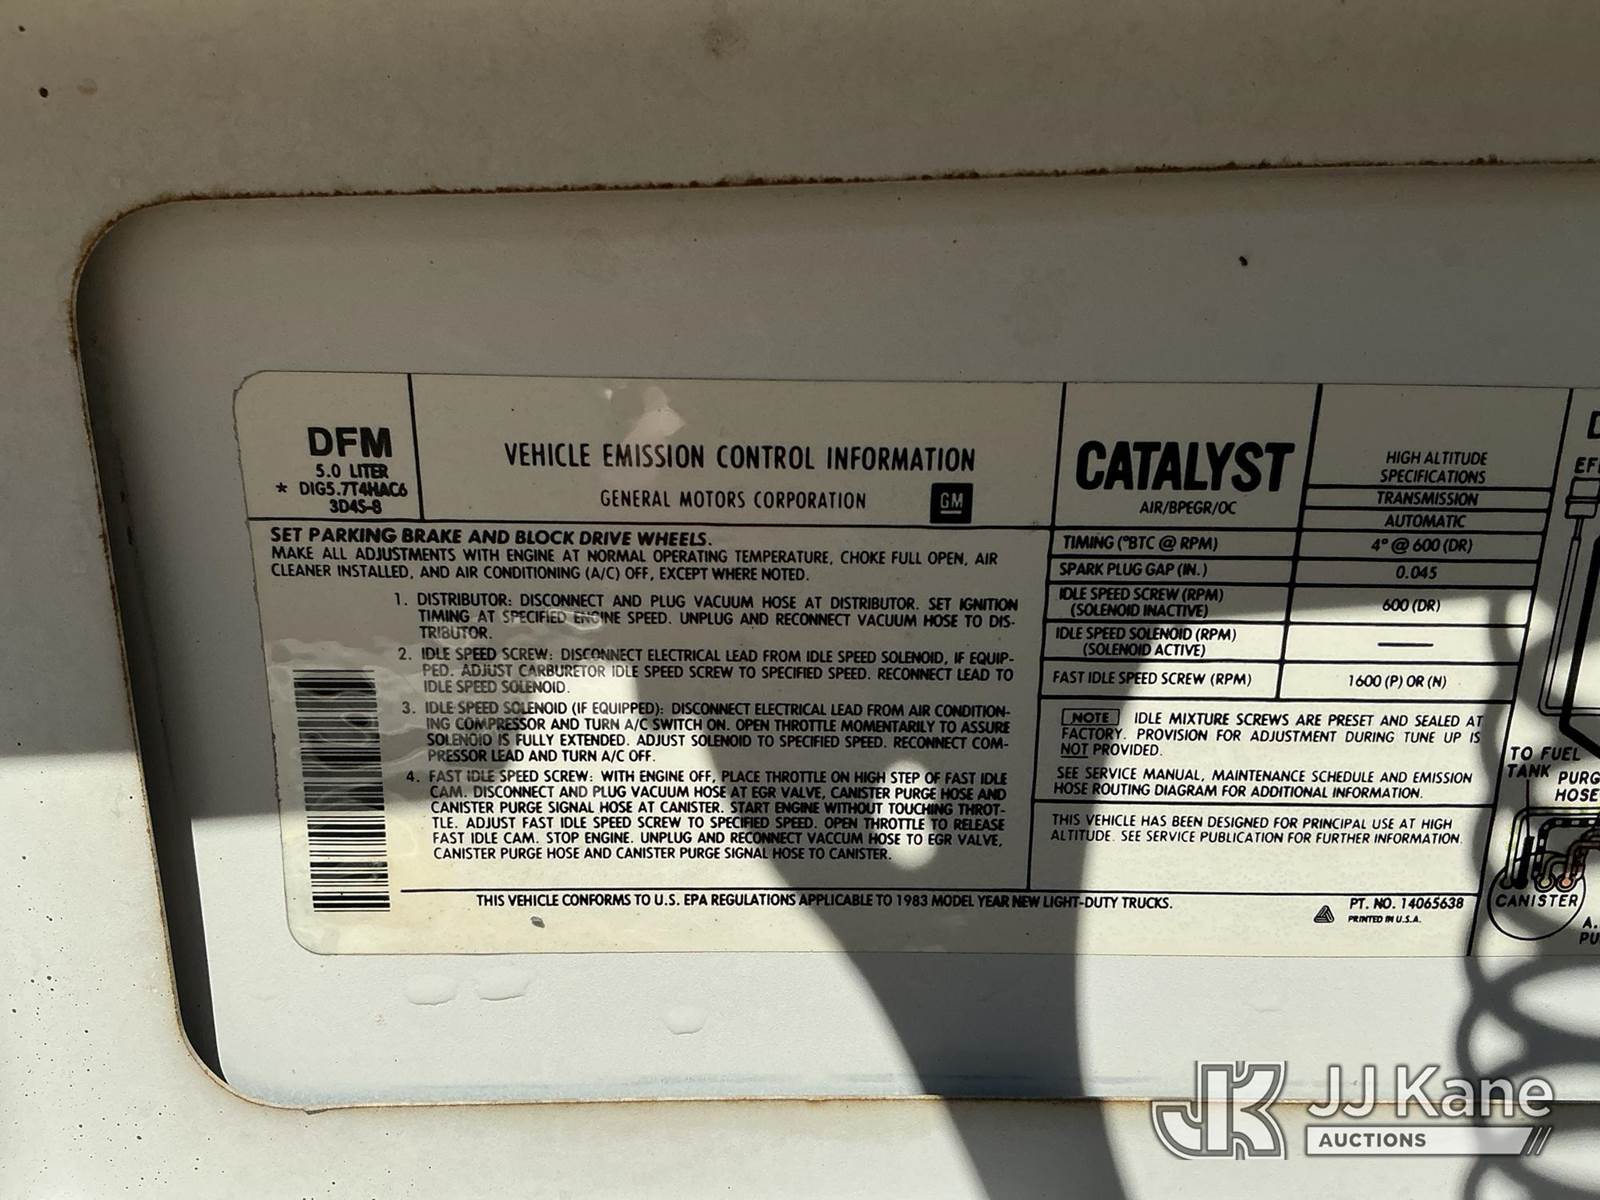 DFM
5.0 LITER
* DIG5.7T4HAC6
3D4S-8
VEHICLE EMISSION CONTROL INFORMATION
GENERAL MOTORS CORPORATION
GM
SET PARKING BRAKE AND BLOCK DRIVE WHEELS.
MAKE ALL ADJUSTMENTS WITH ENGINE AT NORMAL OPERATING TEMPERATURE, CHOKE FULL OPEN, AIR
CLEANER INSTALLED, AND AIR CONDITIONING (A/C) OFF, EXCEPT WHERE NOTED.
1. DISTRIBUTOR: DISCONNECT AND PLUG VACUUM HOSE AT DISTRIBUTOR. SET IGNITION
TIMING AT SPECIFIED ENGINE SPEED. UNPLUG AND RECONNECT VACUUM HOSE TO DIS-
TRIBUTOR.
2. IDLE SPEED SCREW: DISCONNECT ELECTRICAL LEAD FROM IDLE SPEED SOLENOID, IF EQUIP-
PED. ADJUST CARBURETOR IDLE SPEED SCREW TO SPECIFIED SPEED. RECONNECT LEAD TO
IDLE SPEED SOLENOID.
3. IDLE SPEED SOLENOID (IF EQUIPPED): DISCONNECT ELECTRICAL LEAD FROM AIR CONDITION-
ING COMPRESSOR AND TURN A/C SWITCH ON. OPEN THROTTLE MOMENTARILY TO ASSURE
SOLENOID IS FULLY EXTENDED. ADJUST SOLENOID TO SPECIFIED SPEED. RECONNECT COM-
PRESSOR LEAD AND TURN A/C OFF.
4. FAST IDLE SPEED SCREW: WITH ENGINE OFF, PLACE THROTTLE ON HIGH STEP OF FAST IDLE
CAM. DISCONNECT AND PLUG VACUUM HOSE AT EGR VALVE, CANISTER PURGE HOSE AND
CANISTER PURGE SIGNAL HOSE AT CANISTER. START ENGINE WITHOUT TOUCHING THROT-
TLE. ADJUST FAST IDLE SPEED SCREW TO SPECIFIED SPEED. OPEN THROTTLE TO RELEASE
FAST IDLE CAM. STOP ENGINE. UNPLUG AND RECONNECT VACCUM HOSE TO EGR VALVE,
CANISTER PURGE HOSE AND CANISTER PURGE SIGNAL HOSE TO CANISTER.
THIS VEHICLE CONFORMS TO U.S. EPA REGULATIONS APPLICABLE TO 1983 MODEL YEAR NEW LIGHT-DUTY TRUCKS.
CATALYST
AIR/BPEGR/OC
HIGH ALTITUDE
SPECIFICATIONS
TRANSMISSION
AUTOMATIC
TIMING (°BTC @ RPM) 4° @ 600 (DR)
SPARK PLUG GAP (IN.) 0.045
IDLE SPEED SCREW (RPM)
(SOLENOID INACTIVE) 600 (DR)
IDLE SPEED SOLENOID (RPM)
(SOLENOID ACTIVE) —
FAST IDLE SPEED SCREW (RPM) 1600 (P) OR (N)
NOTE IDLE MIXTURE SCREWS ARE PRESET AND SEALED AT
FACTORY. PROVISION FOR ADJUSTMENT DURING TUNE UP IS
NOT PROVIDED.
SEE SERVICE MANUAL, MAINTENANCE SCHEDULE AND EMISSION
HOSE ROUTING DIAGRAM FOR ADDITIONAL INFORMATION.
THIS VEHICLE HAS BEEN DESIGNED FOR PRINCIPAL USE AT HIGH
ALTITUDE. SEE SERVICE PUBLICATION FOR FURTHER INFORMATION.
PT. NO. 14065638
PRINTED IN U.S.A.
TO FUEL
TANK
PURG
HOSE
CANISTER
JJ Kane
AUCTIONS